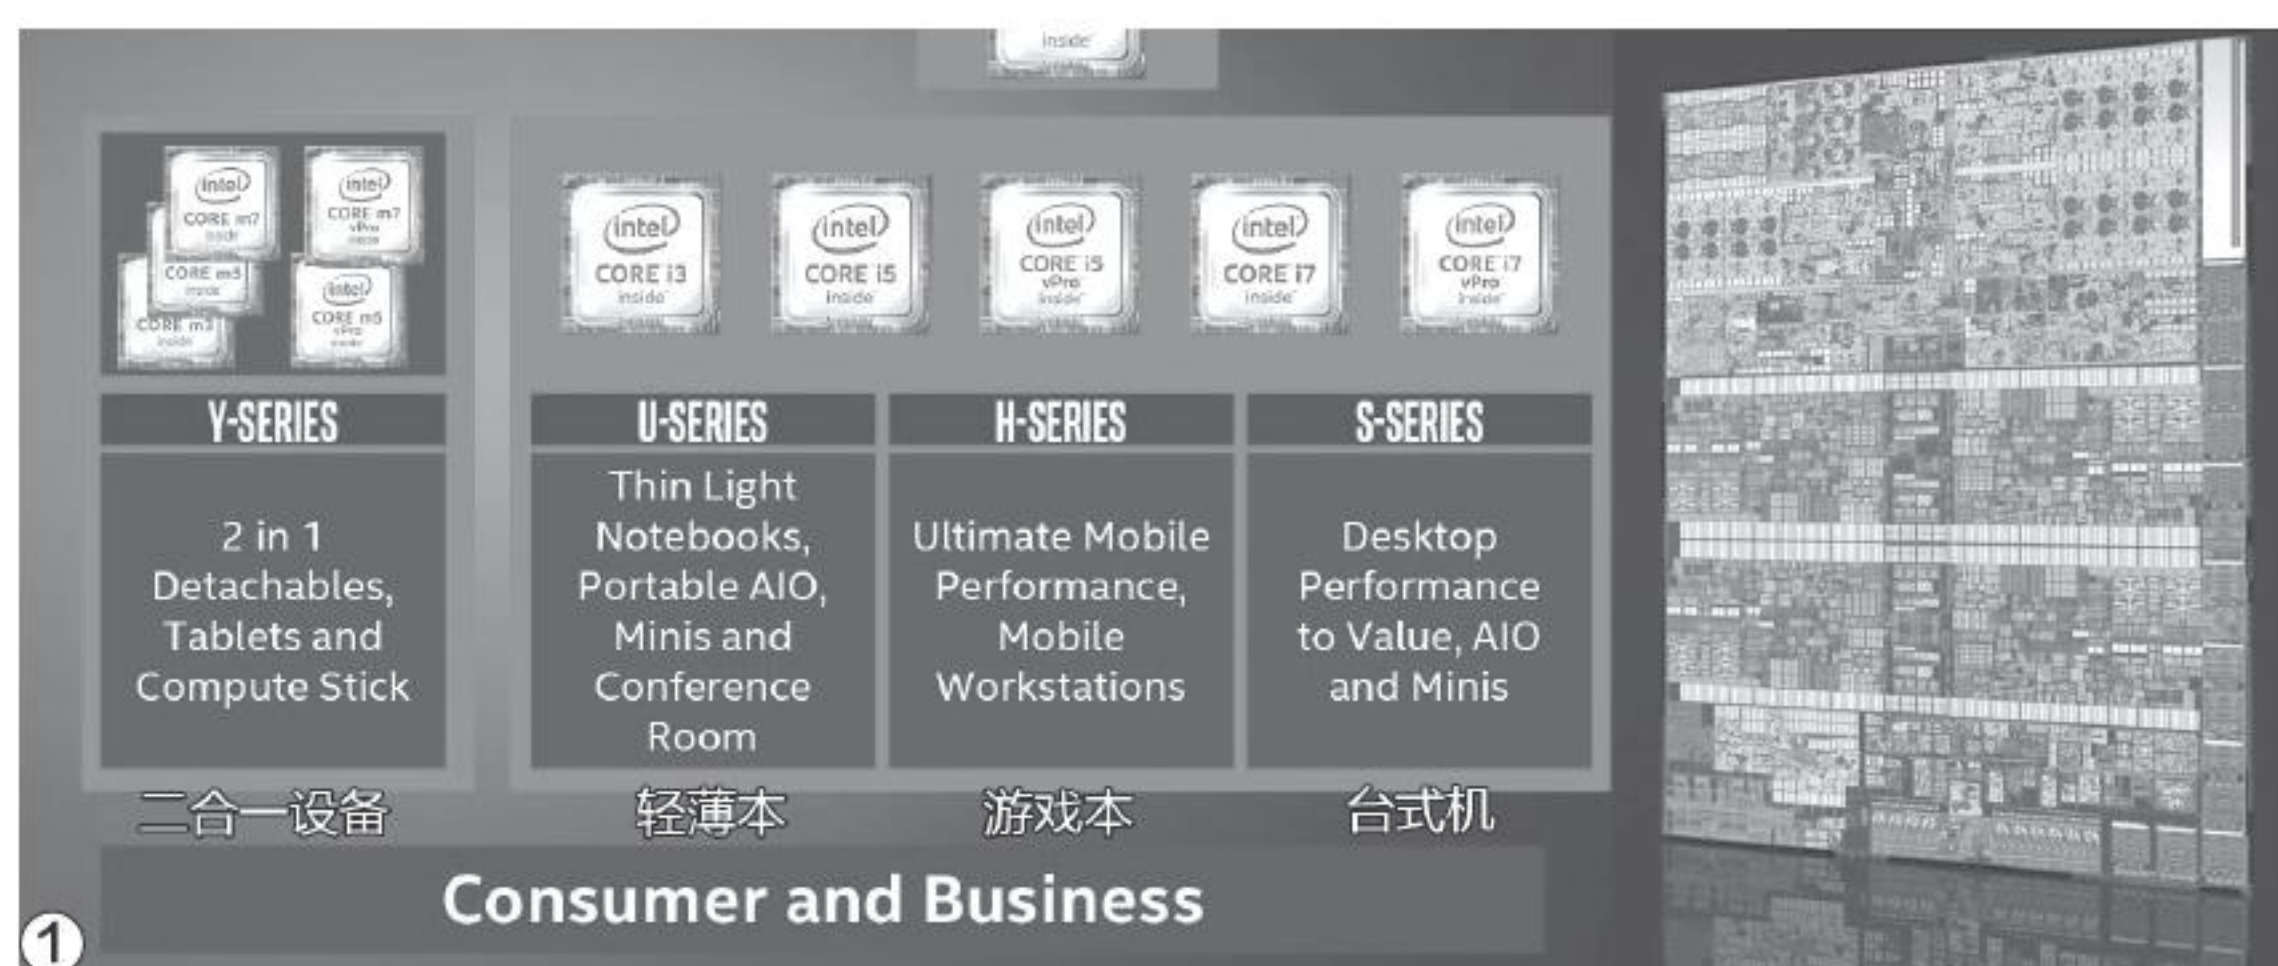 inside
intel
CORE m7
inside
intel
CORE m7
vPro
inside
CORE m5
inside
CORE m3
inside
intel
CORE m5
vPro
inside
intel
CORE i3
inside
intel
CORE i5
inside
intel
CORE i5
vPro
inside
intel
CORE i7
inside
intel
CORE i7
vPro
inside
Y-SERIES
2 in 1
Detachables,
Tablets and
Compute Stick
二合一设备
U-SERIES
Thin Light
Notebooks,
Portable AIO,
Minis and
Conference
Room
轻薄本
H-SERIES
Ultimate Mobile
Performance,
Mobile
Workstations
游戏本
S-SERIES
Desktop
Performance
to Value, AIO
and Minis
台式机
Consumer and Business
1